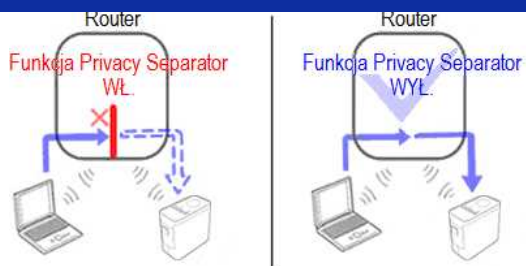 Router
Funkcja Privacy Separator
WŁ.
Router
Funkcja Privacy Separator
WYŁ.